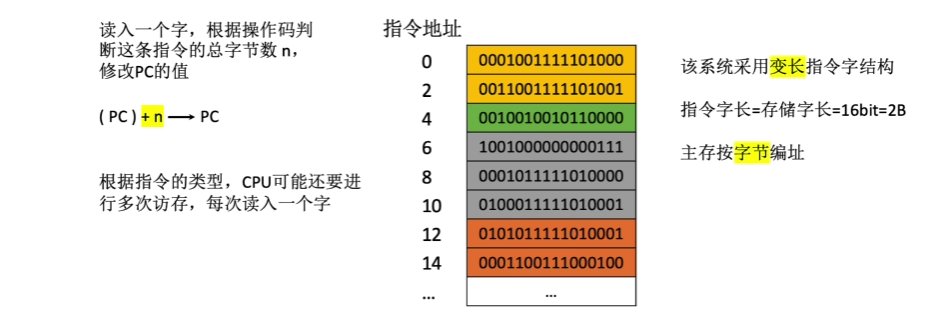 读入一个字，根据操作码判
断这条指令的总字节数 n，
修改PC的值
( PC ) + n ⟶ PC
根据指令的类型，CPU可能还要进
行多次访存，每次读入一个字
指令地址
0 0001001111101000
2 0011001111101001
4 0010010010110000
6 1001000000000111
8 0001011111010000
10 0100011111010001
12 0101011111010001
14 0001100111000100
... ...
该系统采用变长指令字结构
指令字长=存储字长=16bit=2B
主存按字节编址